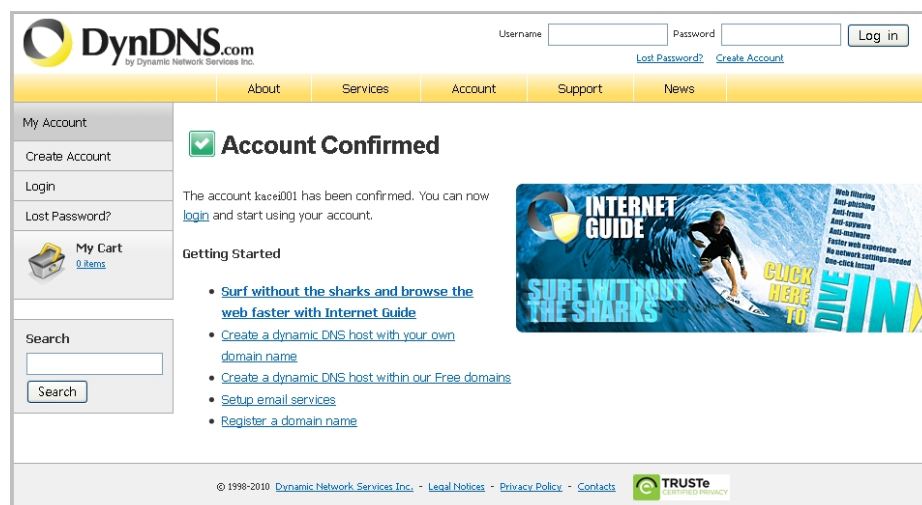 DynDNS.com
by Dynamic Network Services Inc.
Username
Password
Log in
Lost Password? Create Account
About Services Account Support News
My Account
Create Account
Login
Lost Password?
My Cart
0 items
Search
Search
Account Confirmed
The account kacei001 has been confirmed. You can now
login and start using your account.
Getting Started
Surf without the sharks and browse the
web faster with Internet Guide
Create a dynamic DNS host with your own
domain name
Create a dynamic DNS host within our Free domains
Setup email services
Register a domain name
INTERNET
GUIDE
SURF WITHOUT
THE SHARKS
Web filtering
Anti-phishing
Anti-fraud
Anti-spyware
Anti-malware
Faster web experience
No network settings needed
One-click install
CLICK
HERE
TO
DIVE
IN
© 1998-2010 Dynamic Network Services Inc. - Legal Notices - Privacy Policy - Contacts
TRUSTe
CERTIFIED PRIVACY